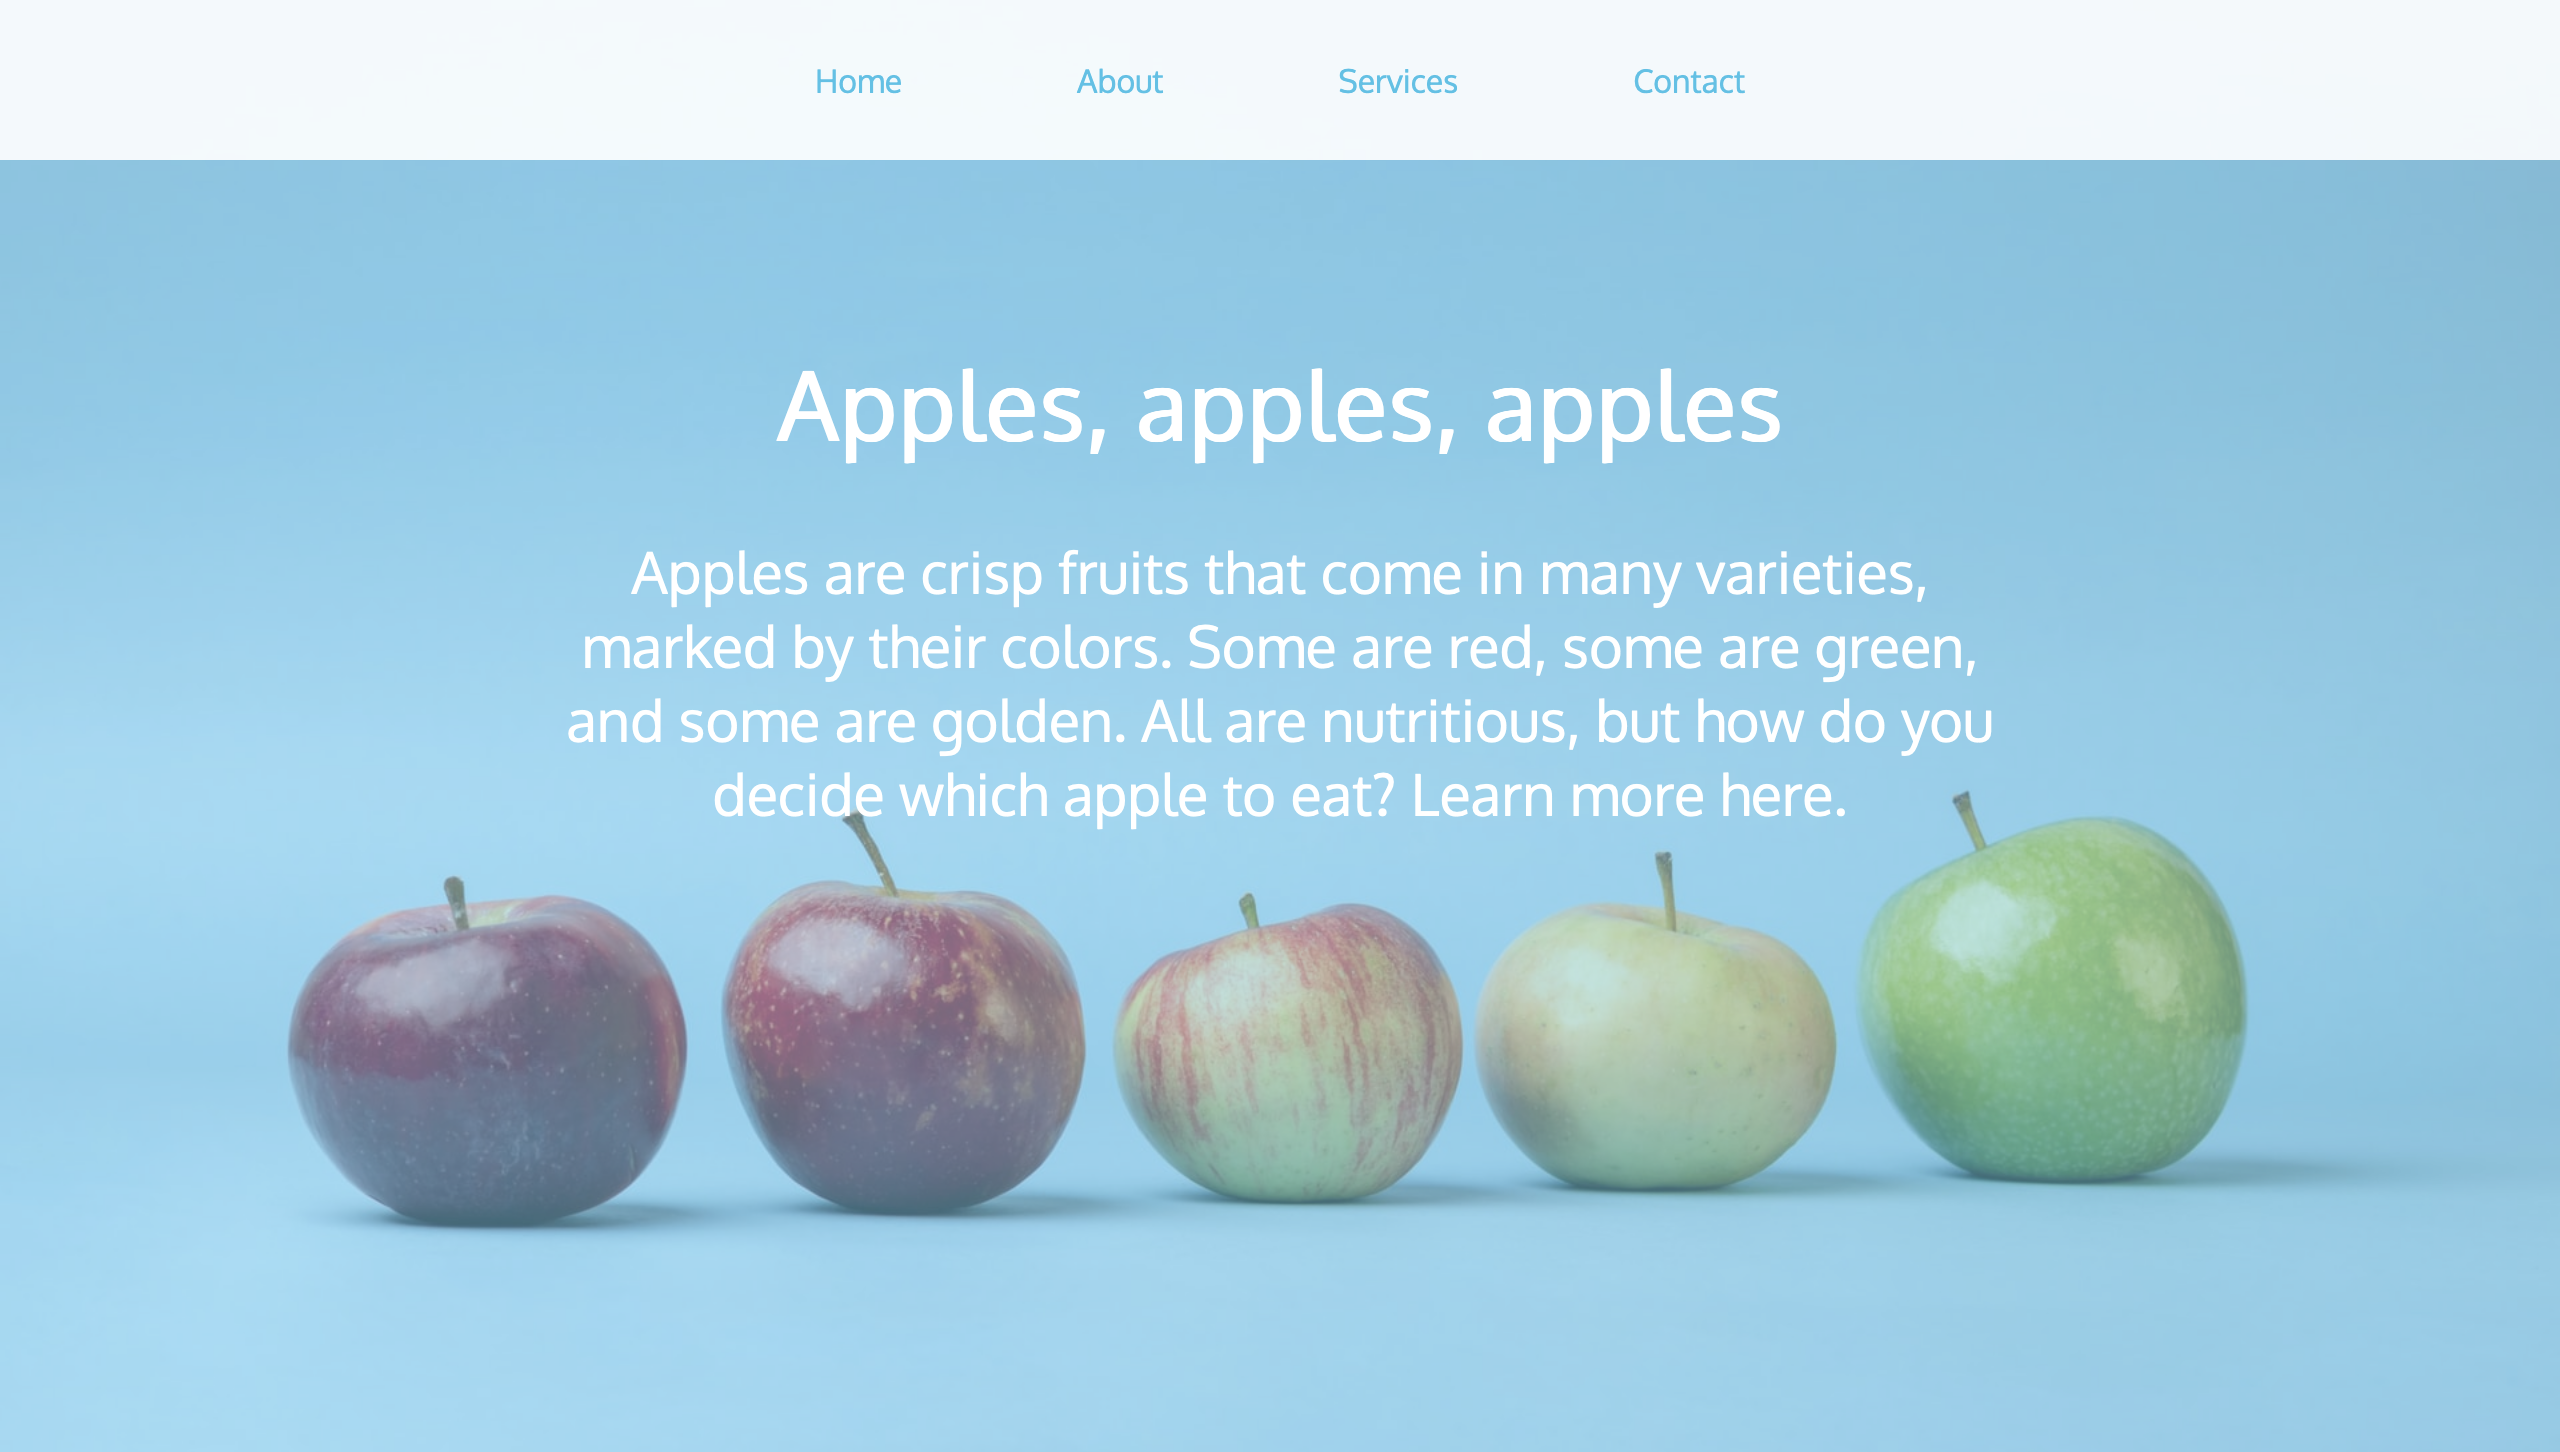 Home About Services Contact
Apples, apples, apples
Apples are crisp fruits that come in many varieties,
marked by their colors. Some are red, some are green,
and some are golden. All are nutritious, but how do you
decide which apple to eat? Learn more here.